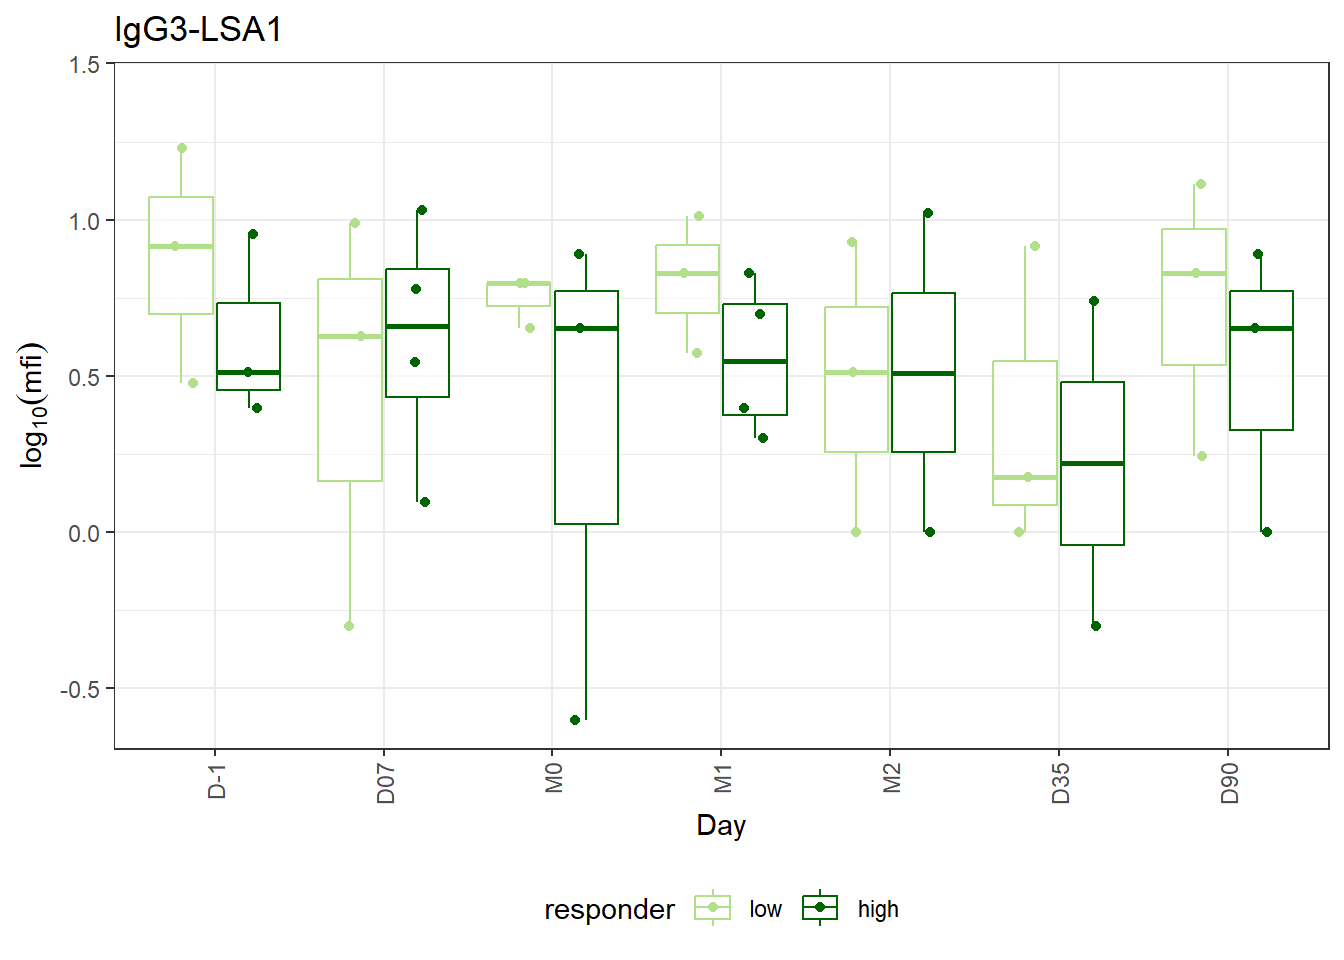 IgG3-LSA1
1.5
1.0
0.5
0.0
-0.5
log10(mfi)
D-1
D07
M0
M1
M2
D35
D90
Day
responder low high